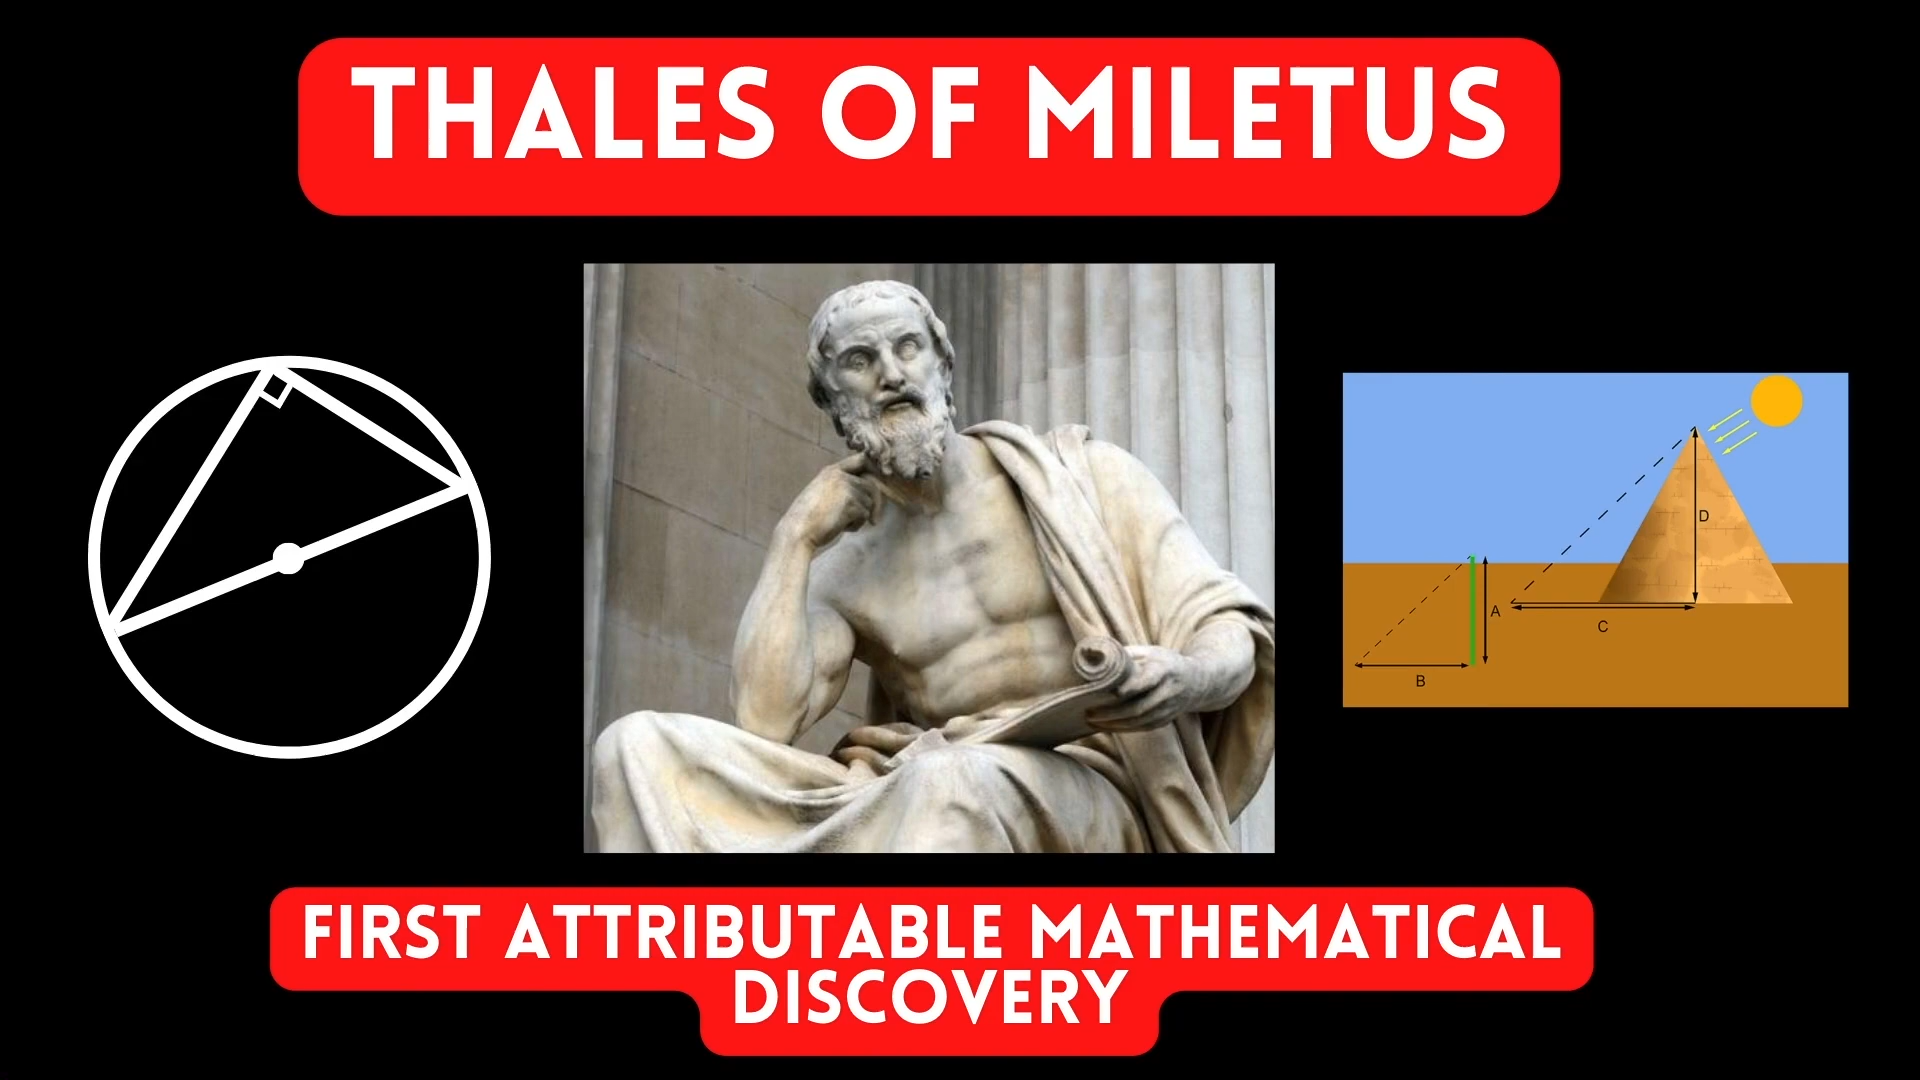 THALES OF MILETUS
D
A
C
B
FIRST ATTRIBUTABLE MATHEMATICAL
DISCOVERY